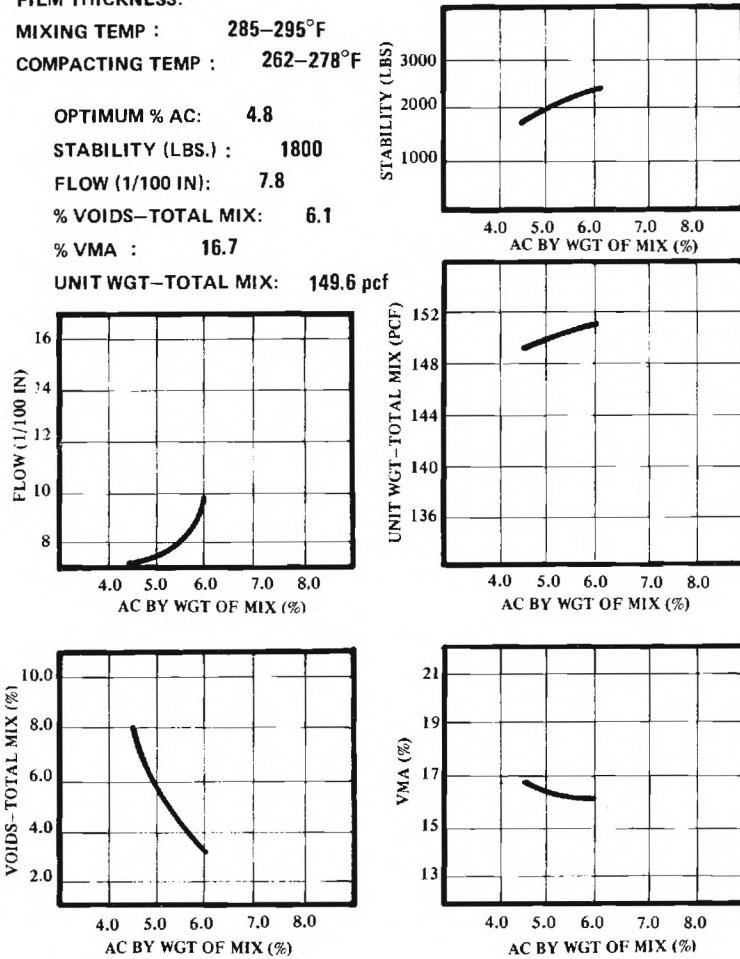 FILM THICKNESS:
MIXING TEMP : 285–295°F
COMPACTING TEMP : 262–278°F
OPTIMUM % AC: 4.8
STABILITY (LBS.) : 1800
FLOW (1/100 IN): 7.8
% VOIDS–TOTAL MIX: 6.1
% VMA : 16.7
UNIT WGT–TOTAL MIX: 149.6 pcf
STABILITY (LBS)
3000
2000
1000
4.0 5.0 6.0 7.0 8.0
AC BY WGT OF MIX (%)
FLOW (1/100 IN)
16
14
12
10
8
4.0 5.0 6.0 7.0 8.0
AC BY WGT OF MIX (%)
UNIT WGT–TOTAL MIX (PCF)
152
148
144
140
136
4.0 5.0 6.0 7.0 8.0
AC BY WGT OF MIX (%)
VOIDS–TOTAL MIX (%)
10.0
8.0
6.0
4.0
2.0
4.0 5.0 6.0 7.0 8.0
AC BY WGT OF MIX (%)
VMA (%)
21
19
17
15
13
4.0 5.0 6.0 7.0 8.0
AC BY WGT OF MIX (%)